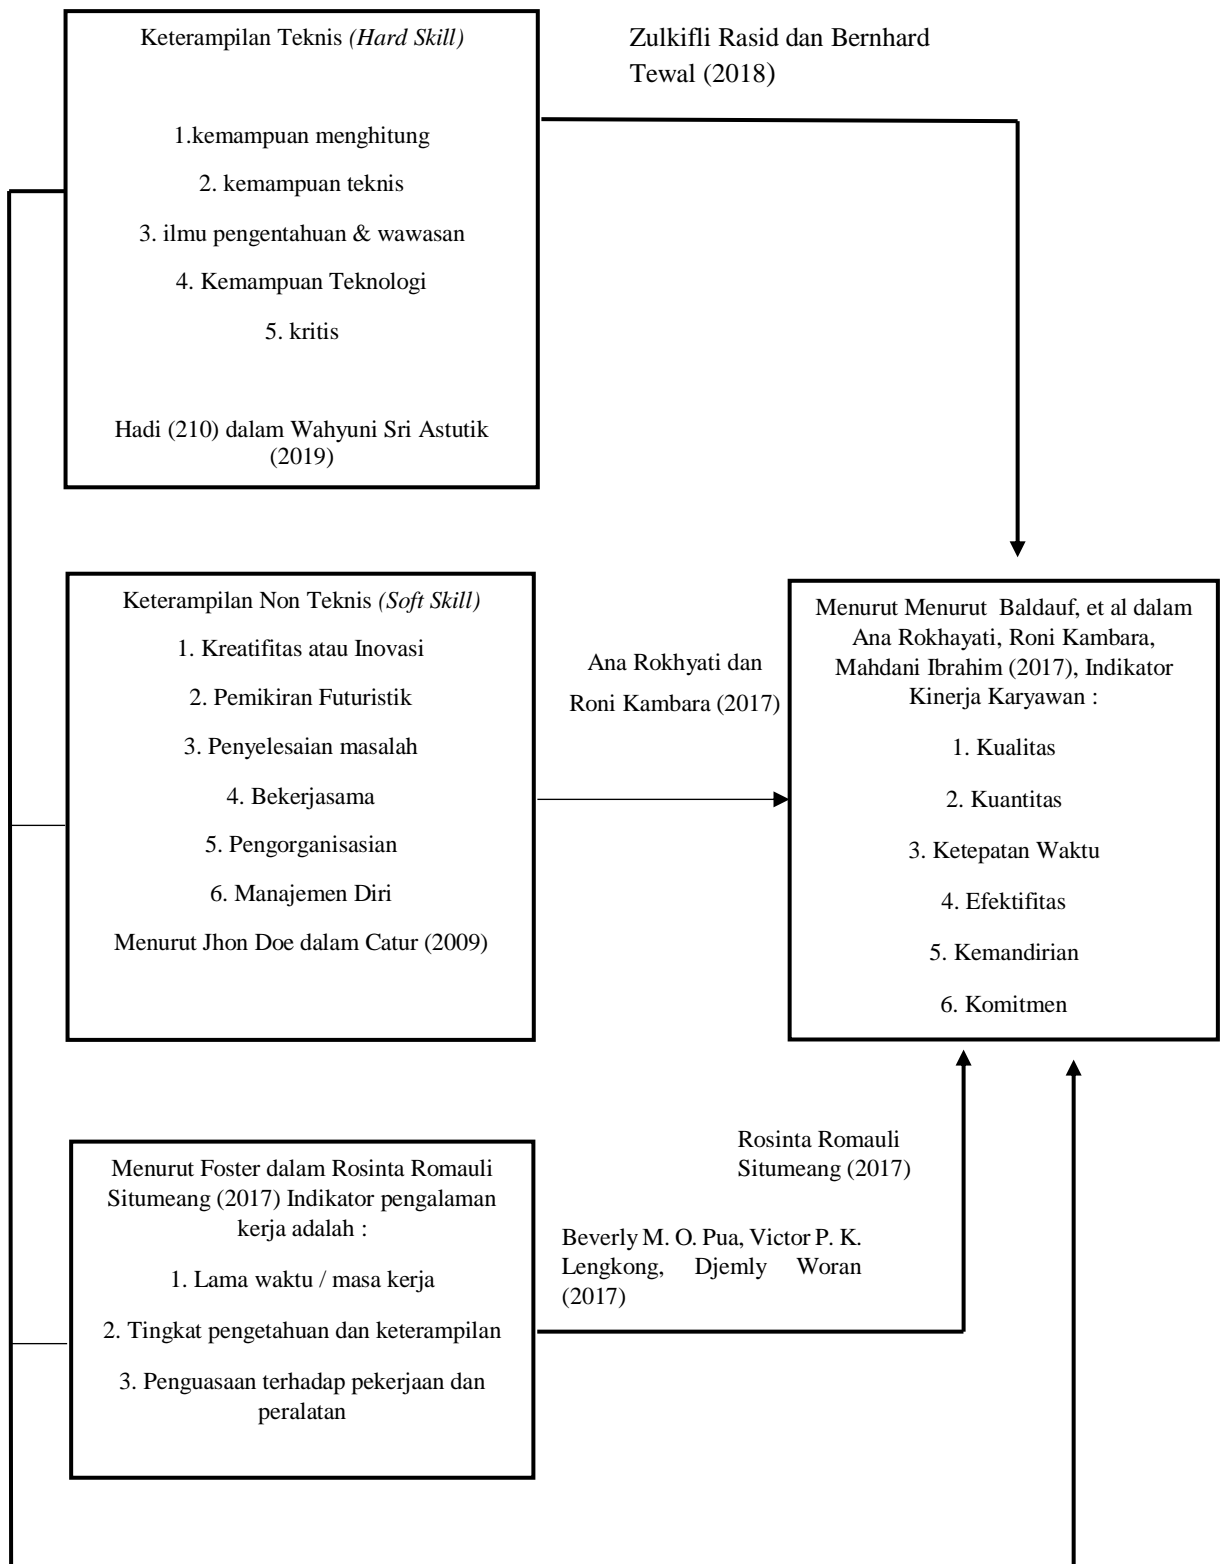 Keterampilan Teknis (Hard Skill)
1.kemampuan menghitung
2. kemampuan teknis
3. ilmu pengentahuan & wawasan
4. Kemampuan Teknologi
5. kritis
Hadi (210) dalam Wahyuni Sri Astutik
(2019)
Zulkifli Rasid dan Bernhard
Tewal (2018)
Keterampilan Non Teknis (Soft Skill)
1. Kreatifitas atau Inovasi
2. Pemikiran Futuristik
3. Penyelesaian masalah
4. Bekerjasama
5. Pengorganisasian
6. Manajemen Diri
Menurut Jhon Doe dalam Catur (2009)
Ana Rokhyati dan
Roni Kambara (2017)
Menurut Menurut Baldauf, et al dalam
Ana Rokhayati, Roni Kambara,
Mahdani Ibrahim (2017), Indikator
Kinerja Karyawan :
1. Kualitas
2. Kuantitas
3. Ketepatan Waktu
4. Efektifitas
5. Kemandirian
6. Komitmen
Menurut Foster dalam Rosinta Romauli
Situmeang (2017) Indikator pengalaman
kerja adalah :
1. Lama waktu / masa kerja
2. Tingkat pengetahuan dan keterampilan
3. Penguasaan terhadap pekerjaan dan
peralatan
Rosinta Romauli
Situmeang (2017)
Beverly M. O. Pua, Victor P. K.
Lengkong, Djemly Woran
(2017)